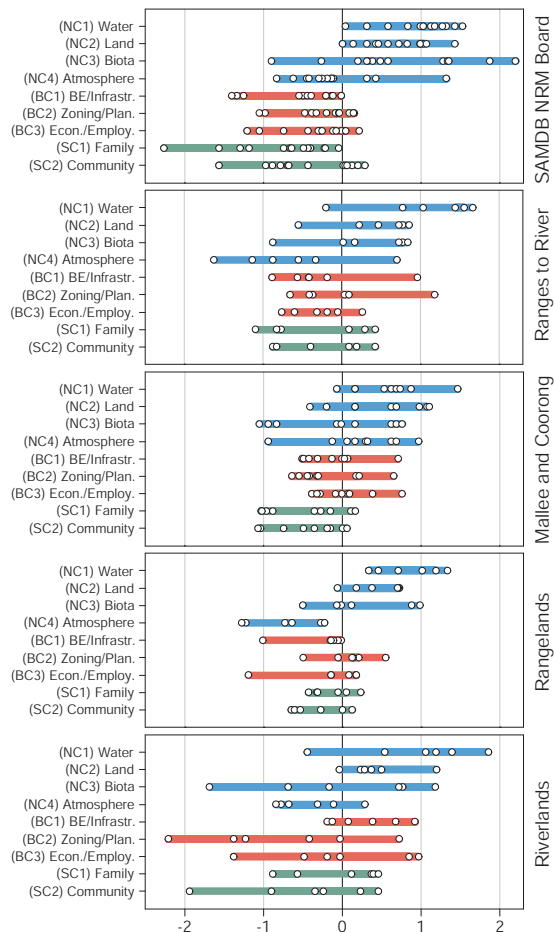 (NC1) Water
(NC2) Land
(NC3) Biota
(NC4) Atmosphere
(BC1) BE/Infrastr.
(BC2) Zoning/Plan.
(BC3) Econ./Employ.
(SC1) Family
(SC2) Community
SAMDB NRM Board
(NC1) Water
(NC2) Land
(NC3) Biota
(NC4) Atmosphere
(BC1) BE/Infrastr.
(BC2) Zoning/Plan.
(BC3) Econ./Employ.
(SC1) Family
(SC2) Community
Ranges to River
(NC1) Water
(NC2) Land
(NC3) Biota
(NC4) Atmosphere
(BC1) BE/Infrastr.
(BC2) Zoning/Plan.
(BC3) Econ./Employ.
(SC1) Family
(SC2) Community
Mallee and Coorong
(NC1) Water
(NC2) Land
(NC3) Biota
(NC4) Atmosphere
(BC1) BE/Infrastr.
(BC2) Zoning/Plan.
(BC3) Econ./Employ.
(SC1) Family
(SC2) Community
Rangelands
(NC1) Water
(NC2) Land
(NC3) Biota
(NC4) Atmosphere
(BC1) BE/Infrastr.
(BC2) Zoning/Plan.
(BC3) Econ./Employ.
(SC1) Family
(SC2) Community
Riverlands
-2 -1 0 1 2